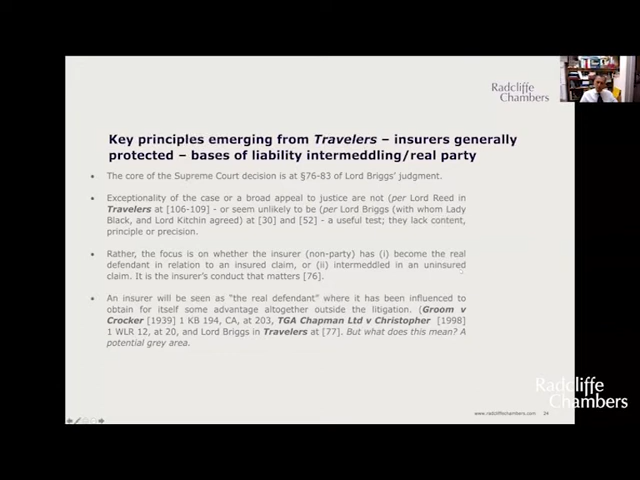 Radcliffe
Chambers
Key principles emerging from Travelers – insurers generally
protected – bases of liability intermeddling/real party
• The core of the Supreme Court decision is at §76-83 of Lord Briggs' judgment.
• Exceptionality of the case or a broad appeal to justice are not (per Lord Reed in
Travelers at [106-109] - or seem unlikely to be (per Lord Briggs (with whom Lady
Black, and Lord Kitchin agreed) at [30] and [52] - a useful test; they lack content,
principle or precision.
• Rather, the focus is on whether the insurer (non-party) has (i) become the real
defendant in relation to an insured claim, or (ii) intermeddled in an uninsured
claim. It is the insurer's conduct that matters [76].
• An insurer will be seen as "the real defendant" where it has been influenced to
obtain for itself some advantage altogether outside the litigation. (Groom v
Crocker [1939] 1 KB 194, CA, at 203, TGA Chapman Ltd v Christopher [1998]
1 WLR 12, at 20, and Lord Briggs in Travelers at [77]. But what does this mean? A
potential grey area.
Radcliffe
Chambers
www.radcliffechambers.com 24